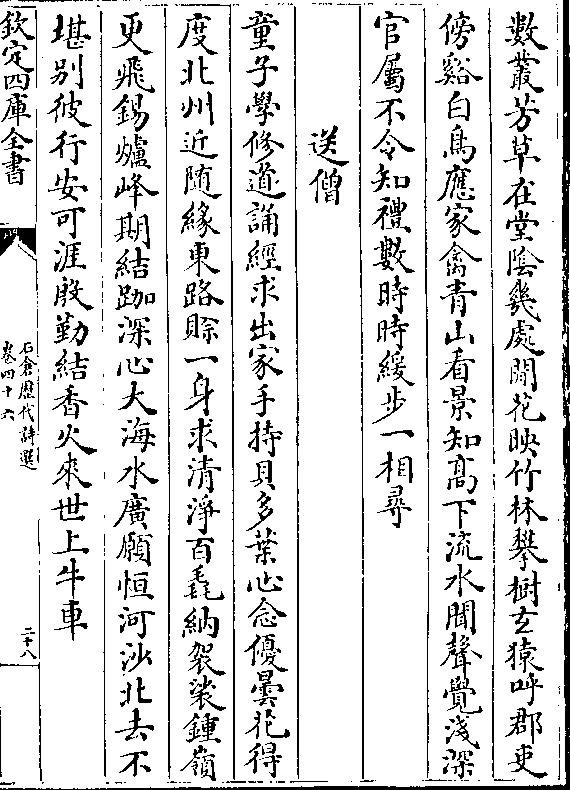 數叢芳草在堂陰幾處閒花映竹林攀樹玄猿呼郡吏
傍谿白鳥應家禽青山看景知高下流水聞聲覺淺深
官屬不令知禮數時時緩步一相尋
送僧
童子學修道誦經求出家手持貝多葉心念優曇花得
度北州近随緣東路賖一身求清淨百毳納袈裟鍾嶺
更飛錫爐峰期結跏深心大海水廣願恒河沙北去不
堪别彼行安可涯殷勤結香火來世上牛車
欽定四庫全書
石倉歷代詩選
卷四十六
二十八